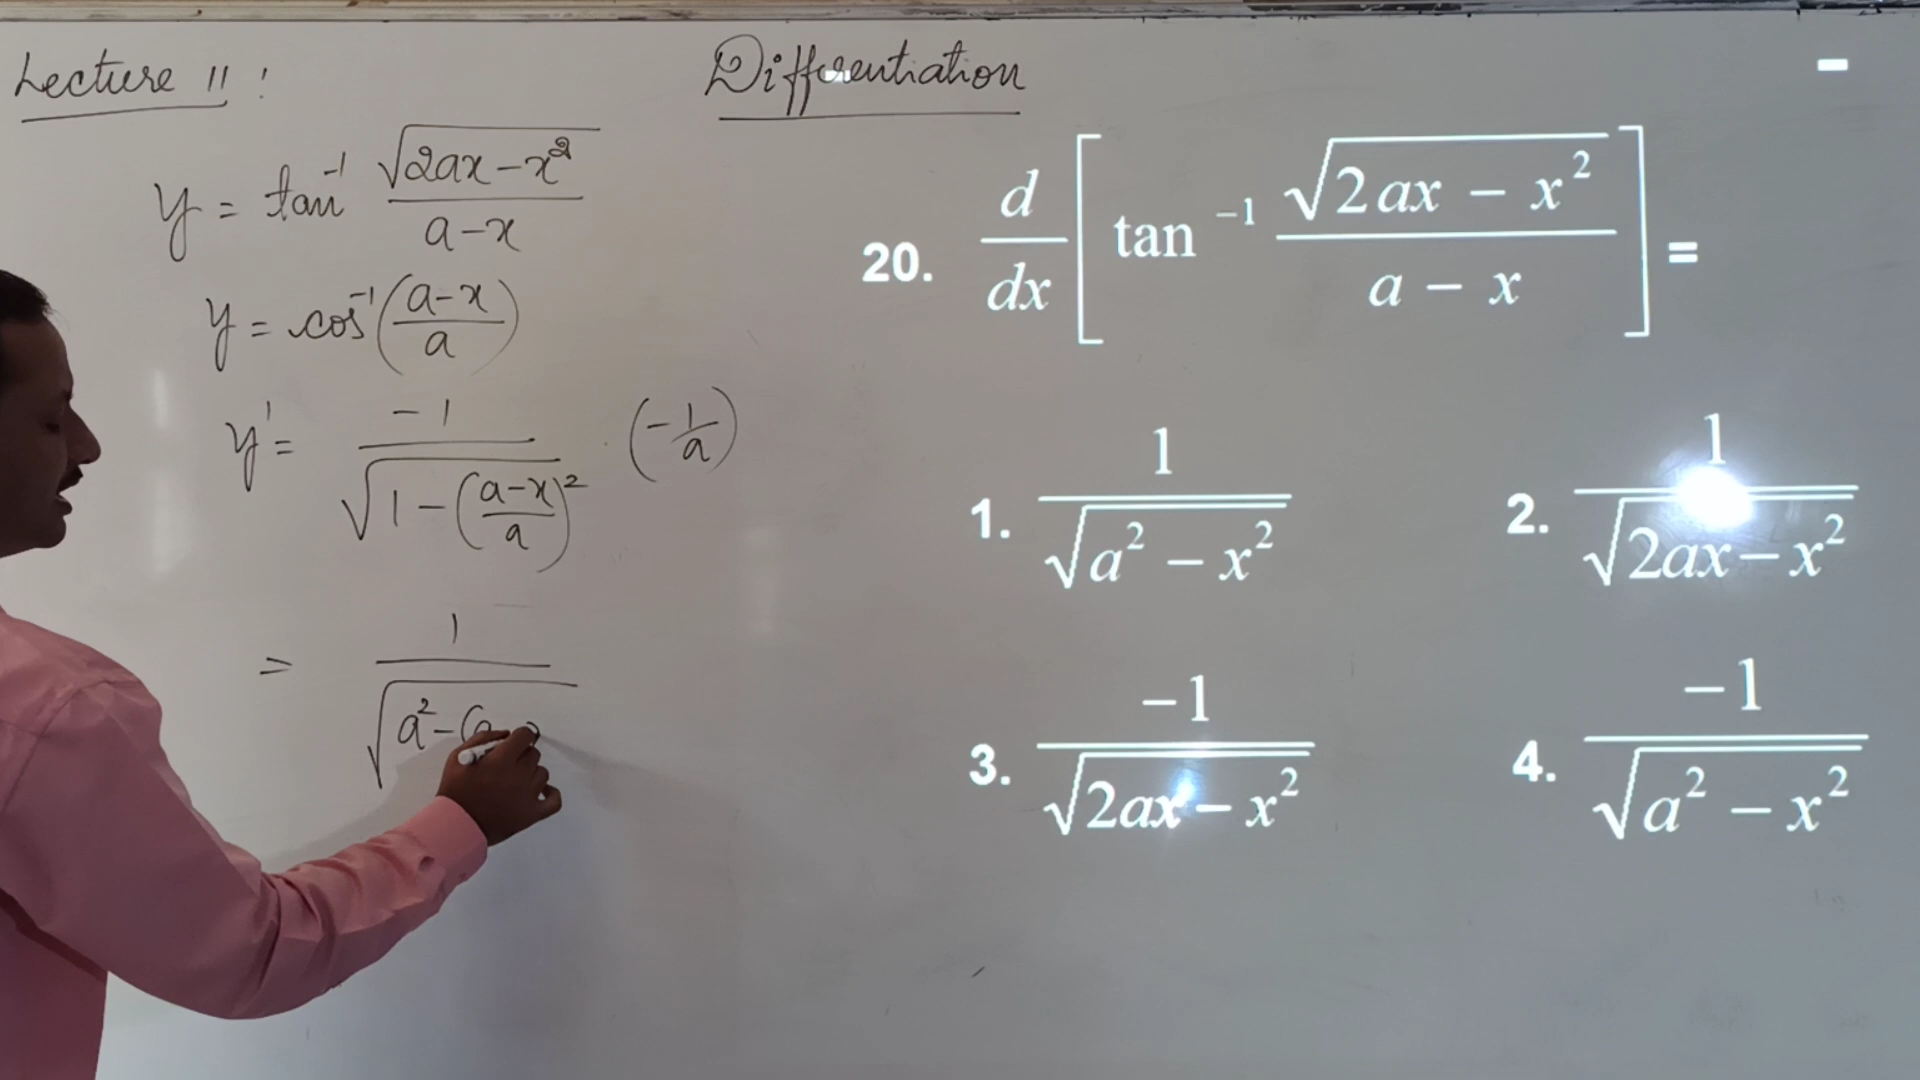 Lecture 11 :
Differentiation
y = tan⁻¹ √(2ax − x²) / (a − x)
y = cos⁻¹ ((a − x) / a)
y' = −1 / √(1 − ((a − x) / a)²) · (−1/a)
= 1 / √(a² − (a −
20. d/dx [ tan⁻¹ √(2ax − x²) / (a − x) ] =
1. 1 / √(a² − x²)
2. 1 / √(2ax − x²)
3. −1 / √(2ax − x²)
4. −1 / √(a² − x²)